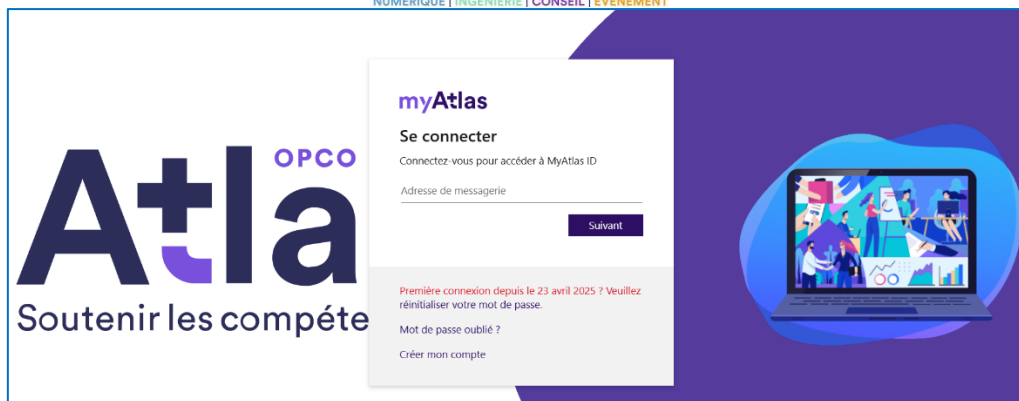 NUMÉRIQUE | INGÉNIERIE | CONSEIL | ÉVÉNEMENT
OPCO
Atla
Soutenir les compéte
myAtlas
Se connecter
Connectez-vous pour accéder à MyAtlas ID
Adresse de messagerie
Suivant
Première connexion depuis le 23 avril 2025 ? Veuillez
réinitialiser votre mot de passe.
Mot de passe oublié ?
Créer mon compte